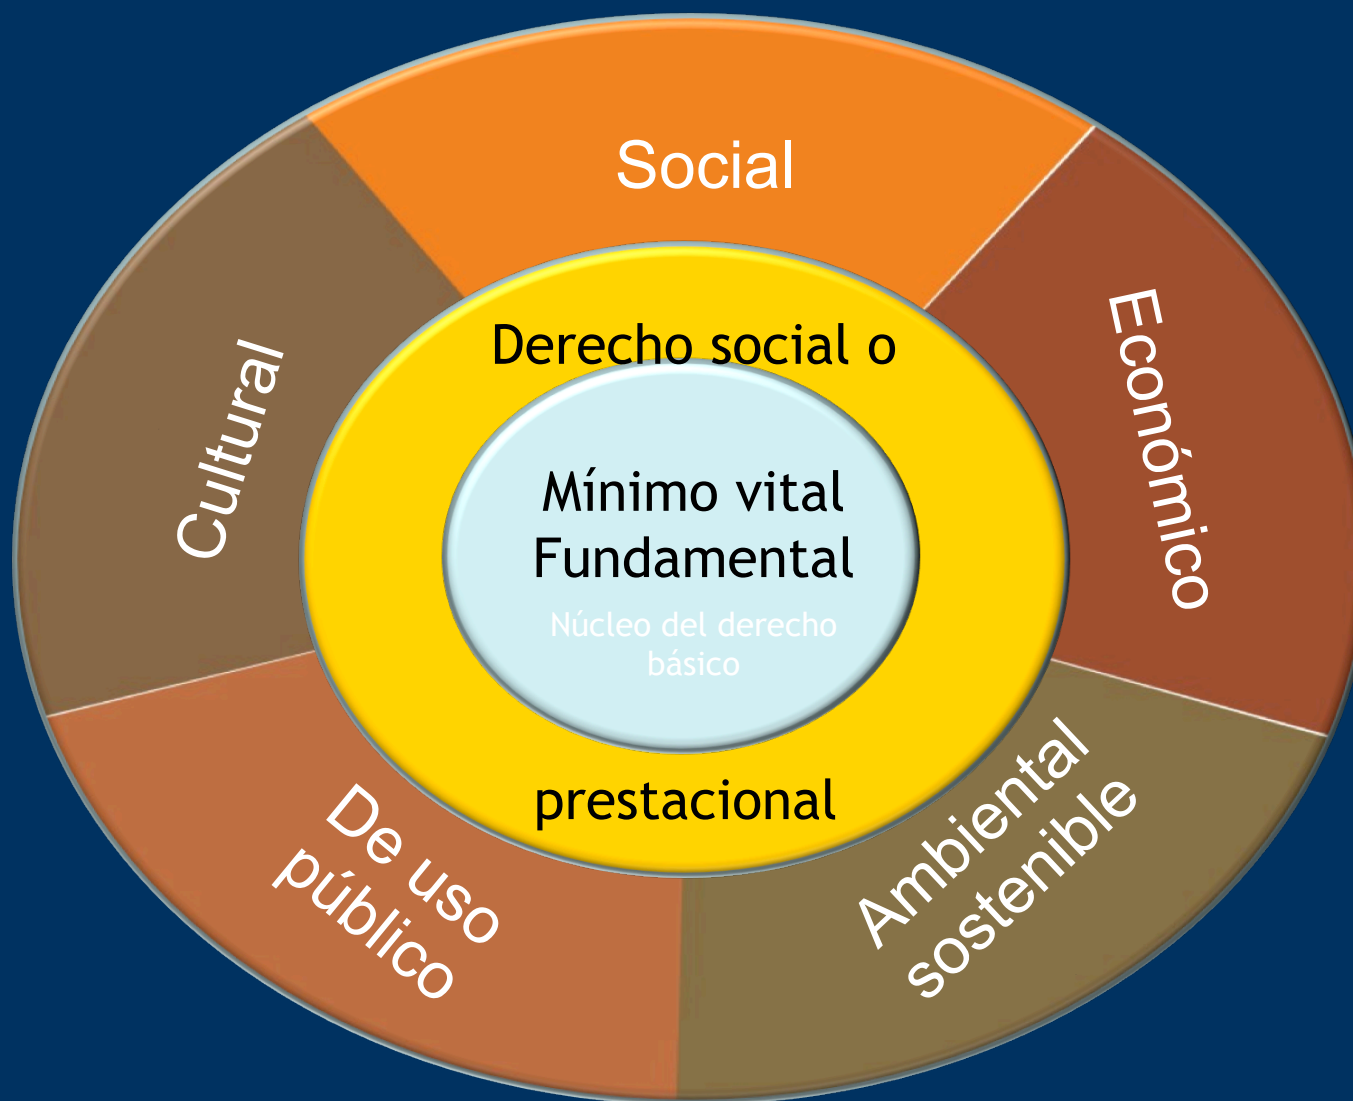 Social
Económico
Cultural
Derecho social o
Mínimo vital
Fundamental
Núcleo del derecho
básico
prestacional
De uso
público
Ambiental
sostenible